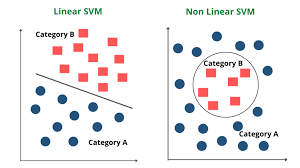 Linear SVM
Category B
Category A
Non Linear SVM
Category B
Category A